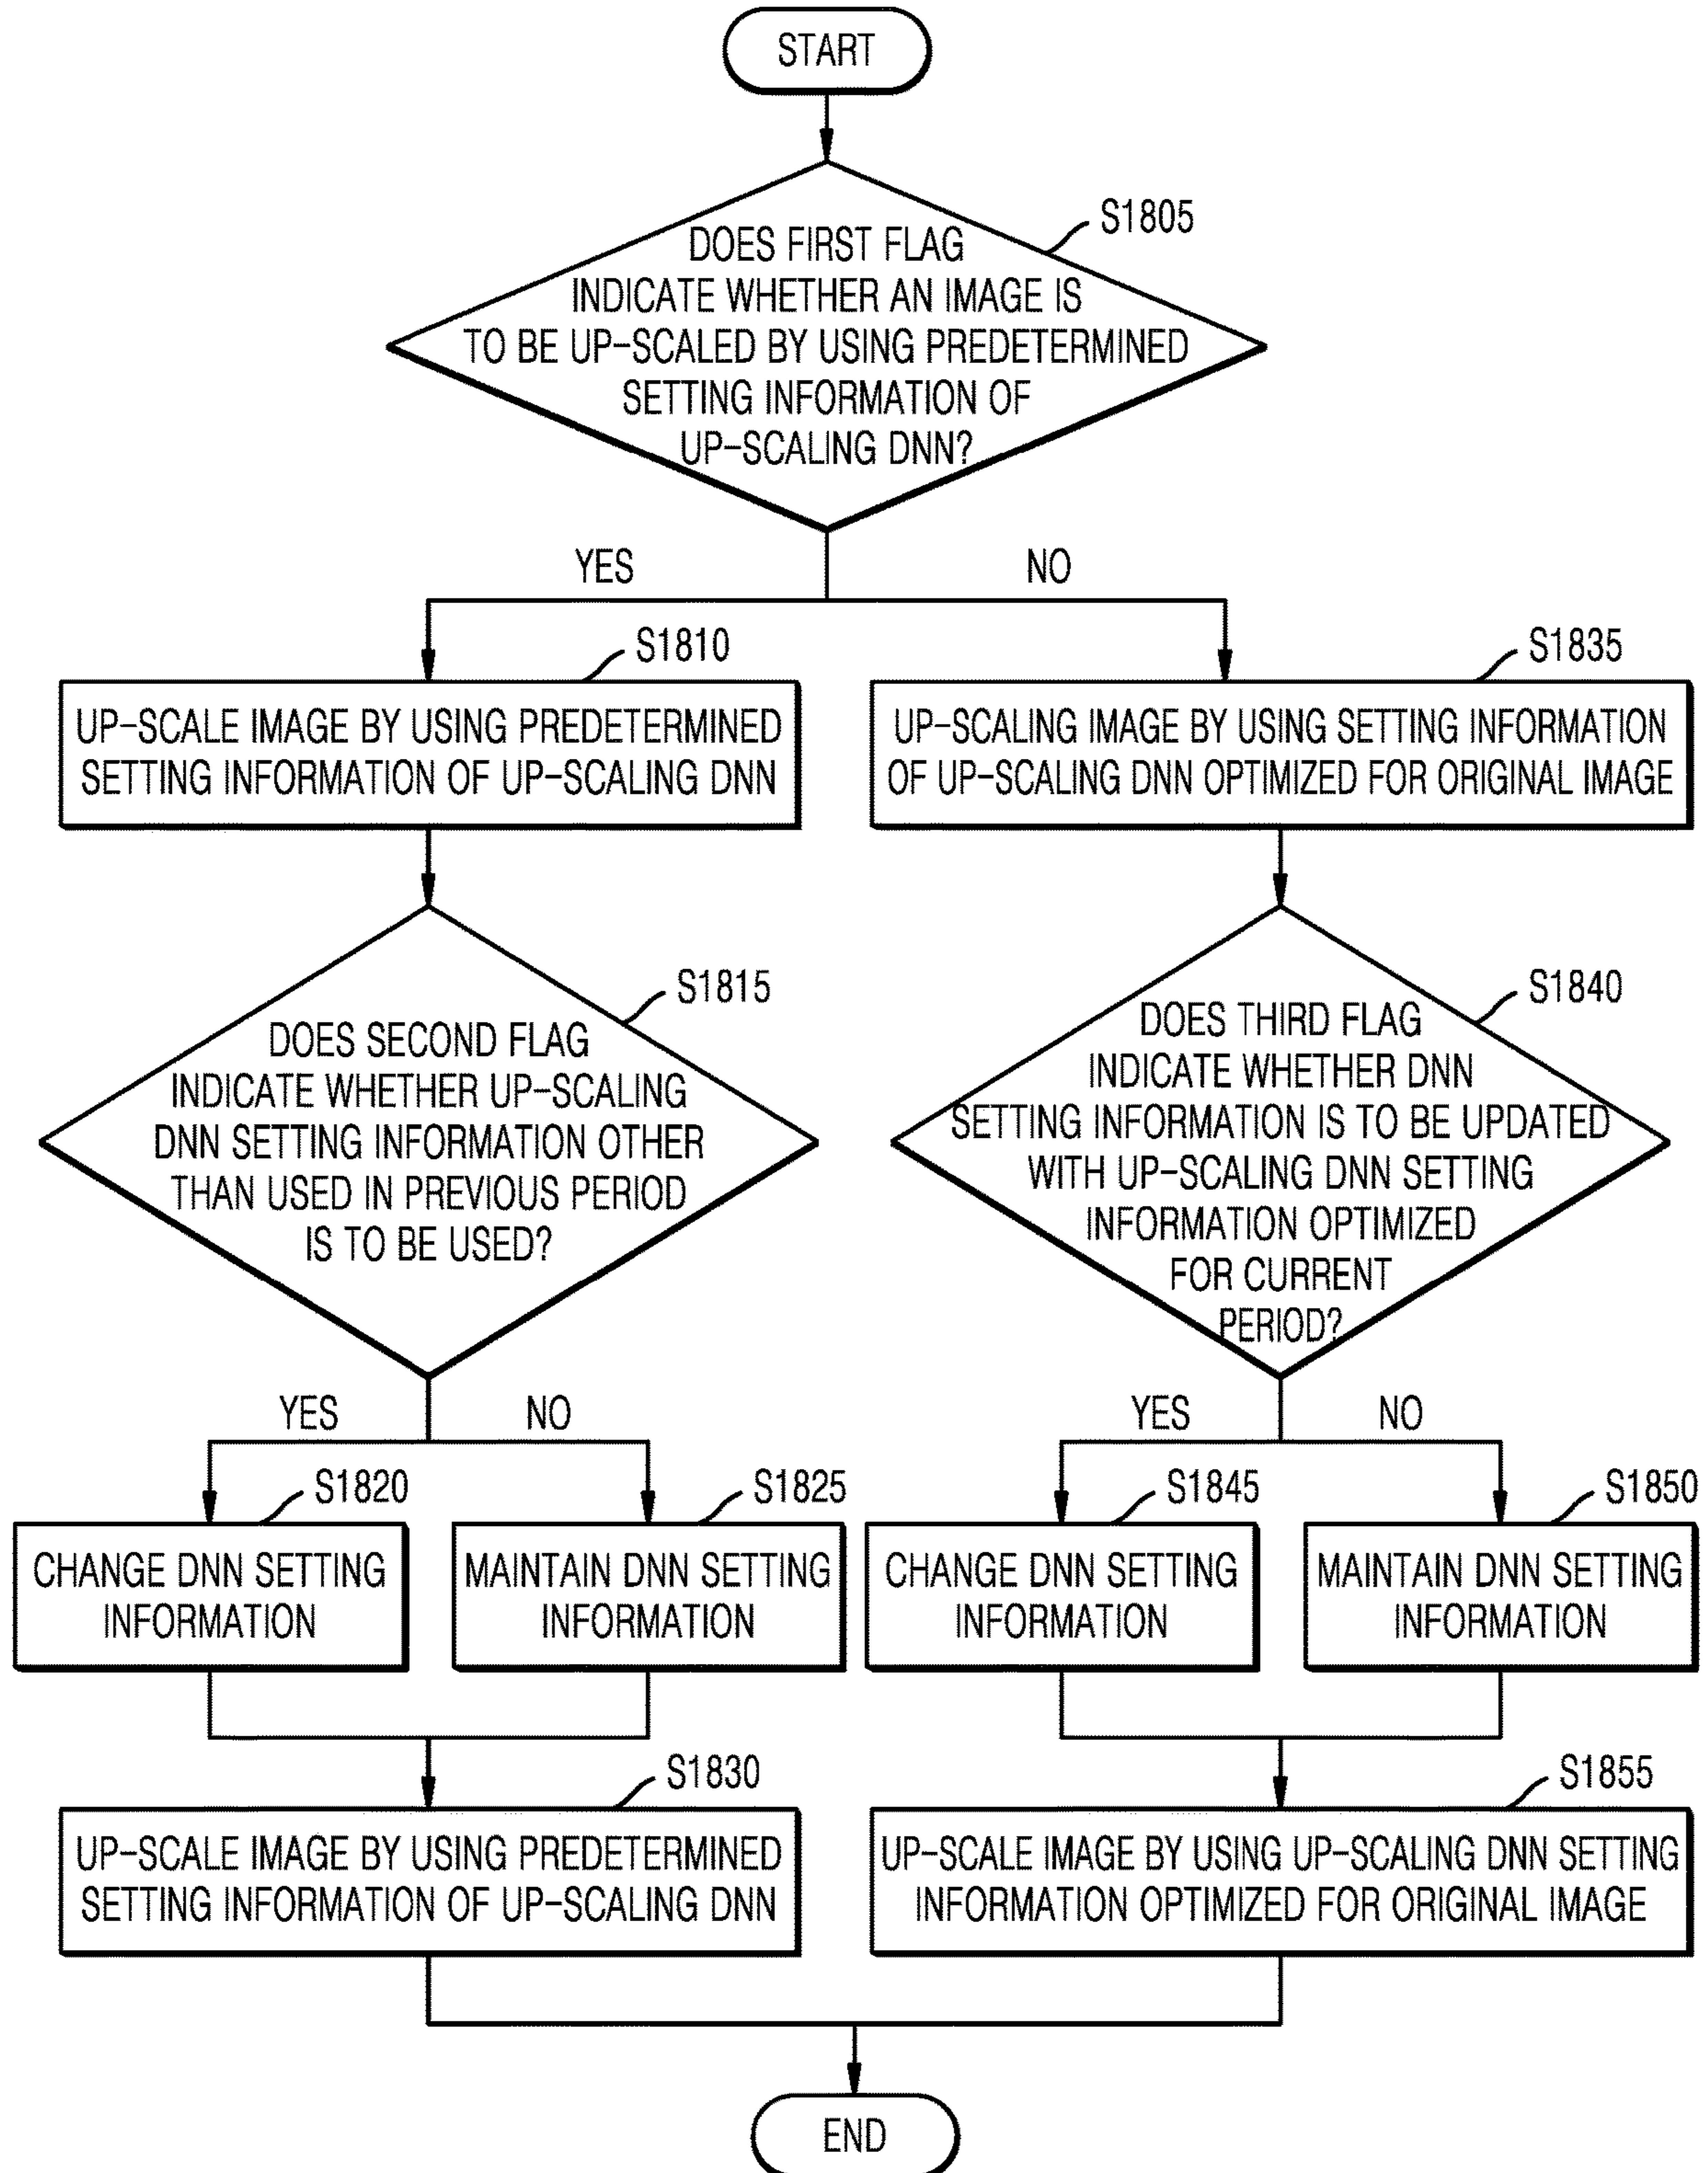 START
S1805
DOES FIRST FLAG
INDICATE WHETHER AN IMAGE IS
TO BE UP-SCALED BY USING PREDETERMINED
SETTING INFORMATION OF
UP-SCALING DNN?
YES
NO
S1810
UP-SCALE IMAGE BY USING PREDETERMINED
SETTING INFORMATION OF UP-SCALING DNN
S1835
UP-SCALING IMAGE BY USING SETTING INFORMATION
OF UP-SCALING DNN OPTIMIZED FOR ORIGINAL IMAGE
S1815
DOES SECOND FLAG
INDICATE WHETHER UP-SCALING
DNN SETTING INFORMATION OTHER
THAN USED IN PREVIOUS PERIOD
IS TO BE USED?
S1840
DOES THIRD FLAG
INDICATE WHETHER DNN
SETTING INFORMATION IS TO BE UPDATED
WITH UP-SCALING DNN SETTING
INFORMATION OPTIMIZED
FOR CURRENT
PERIOD?
YES
NO
YES
NO
S1820
CHANGE DNN SETTING
INFORMATION
S1825
MAINTAIN DNN SETTING
INFORMATION
S1845
CHANGE DNN SETTING
INFORMATION
S1850
MAINTAIN DNN SETTING
INFORMATION
S1830
UP-SCALE IMAGE BY USING PREDETERMINED
SETTING INFORMATION OF UP-SCALING DNN
S1855
UP-SCALE IMAGE BY USING UP-SCALING DNN SETTING
INFORMATION OPTIMIZED FOR ORIGINAL IMAGE
END